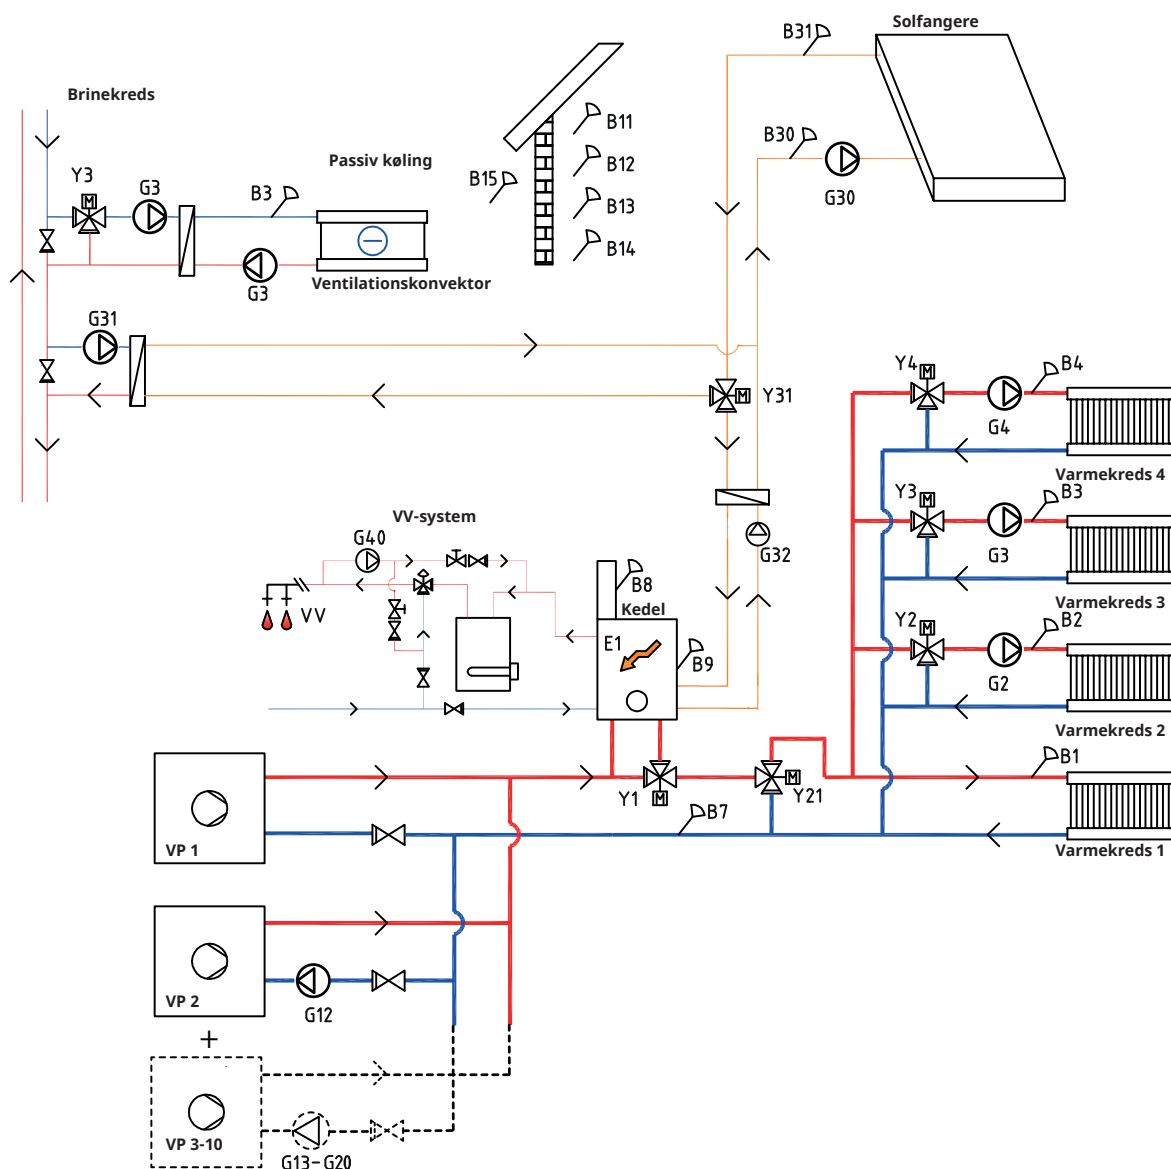 Solfangere
B31
Brinekreds
B11
B30
Passiv køling
B12
Y3
G3
B3
B15
G30
B13
B14
G3
Ventilationskonvektor
G31
Y4
B4
Y31
G4
Varmekreds 4
Y3
B3
VV-system
G40
G32
G3
B8
Varmekreds 3
Kedel
VV
Y2
B2
E1
B9
G2
Varmekreds 2
B1
Y1
Y21
B7
VP 1
Varmekreds 1
VP 2
G12
+
VP 3-10
G13-G20
M
M
M
M
M
M
M